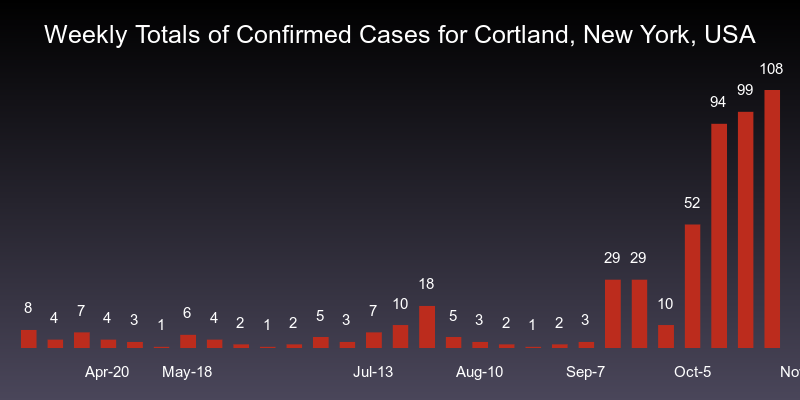 Weekly Totals of Confirmed Cases for Cortland, New York, USA
8 4 7 4 3 1 6 4 2 1 2 5 3 7 10 18 5 3 2 1 2 3 29 29 10 52 94 99 108
Apr-20 May-18 Jul-13 Aug-10 Sep-7 Oct-5